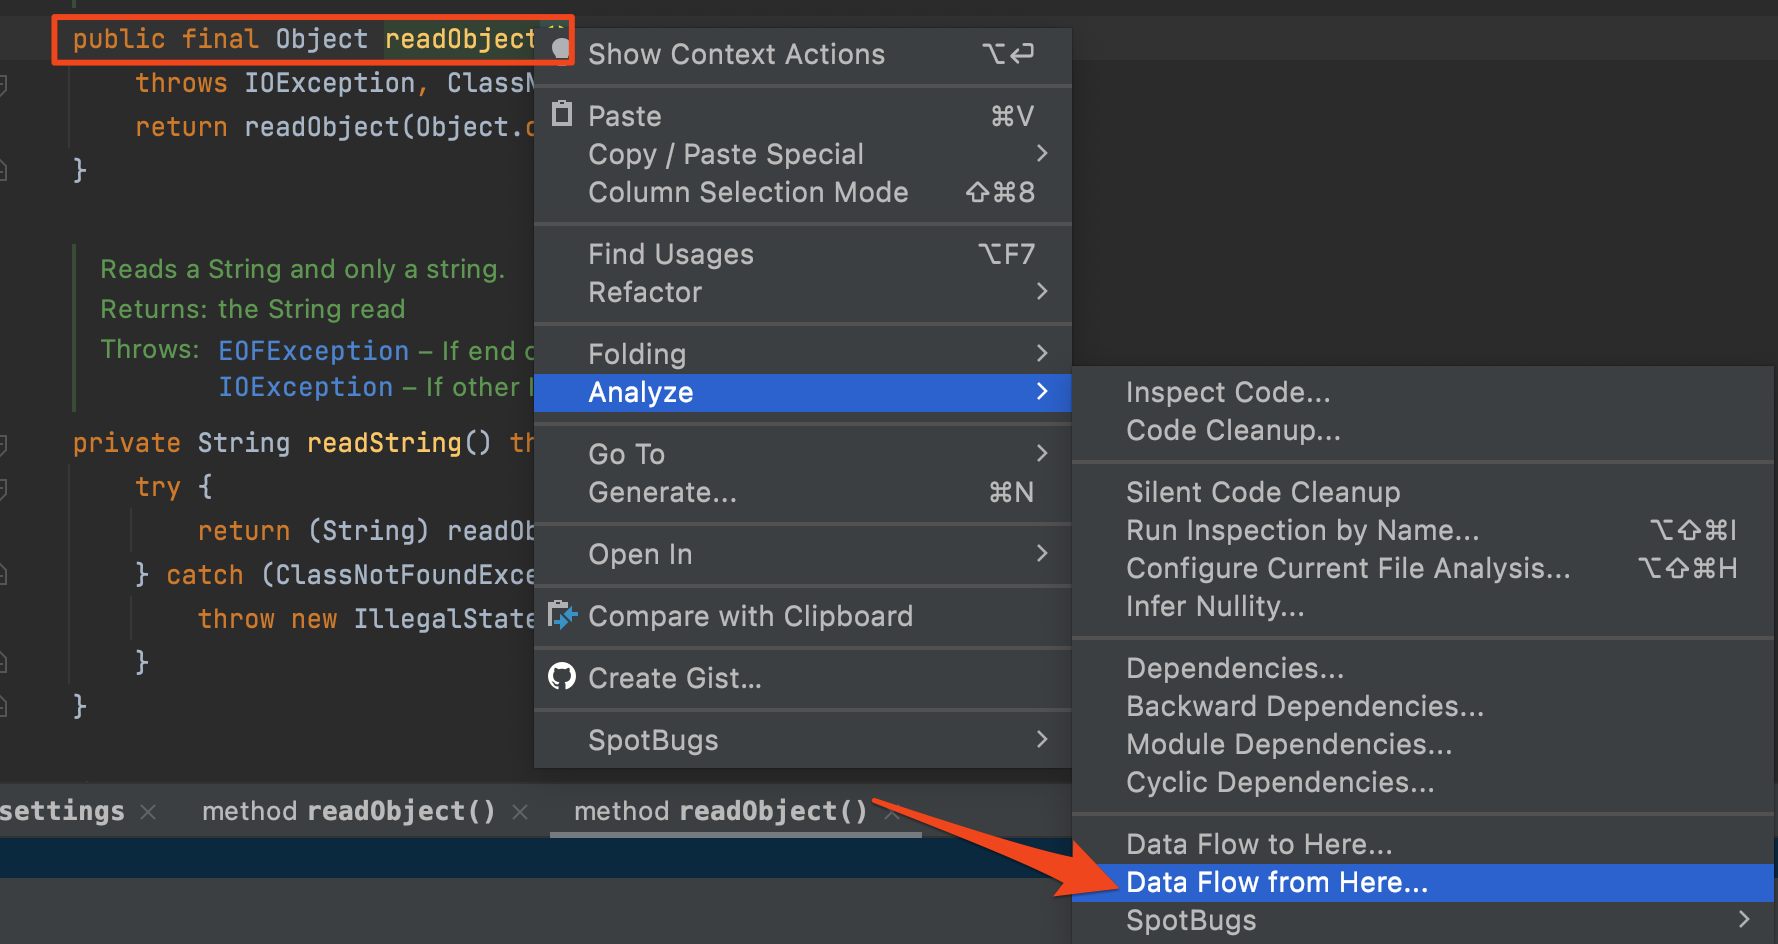 public final Object readObject
throws IOException, Class
return readObject(Object.
}
Reads a String and only a string.
Returns: the String read
Throws: EOFException – If end
IOException – If other
private String readString() th
try {
return (String) readOb
} catch (ClassNotFoundExce
throw new IllegalState
}
}
Show Context Actions ⌥⏎
Paste ⌘V
Copy / Paste Special
Column Selection Mode ⇧⌘8
Find Usages ⌥F7
Refactor
Folding
Analyze
Go To
Generate... ⌘N
Open In
Compare with Clipboard
Create Gist...
SpotBugs
Inspect Code...
Code Cleanup...
Silent Code Cleanup
Run Inspection by Name... ⌥⇧⌘I
Configure Current File Analysis... ⌥⇧⌘H
Infer Nullity...
Dependencies...
Backward Dependencies...
Module Dependencies...
Cyclic Dependencies...
Data Flow to Here...
Data Flow from Here...
SpotBugs
settings × method readObject() × method readObject() ×